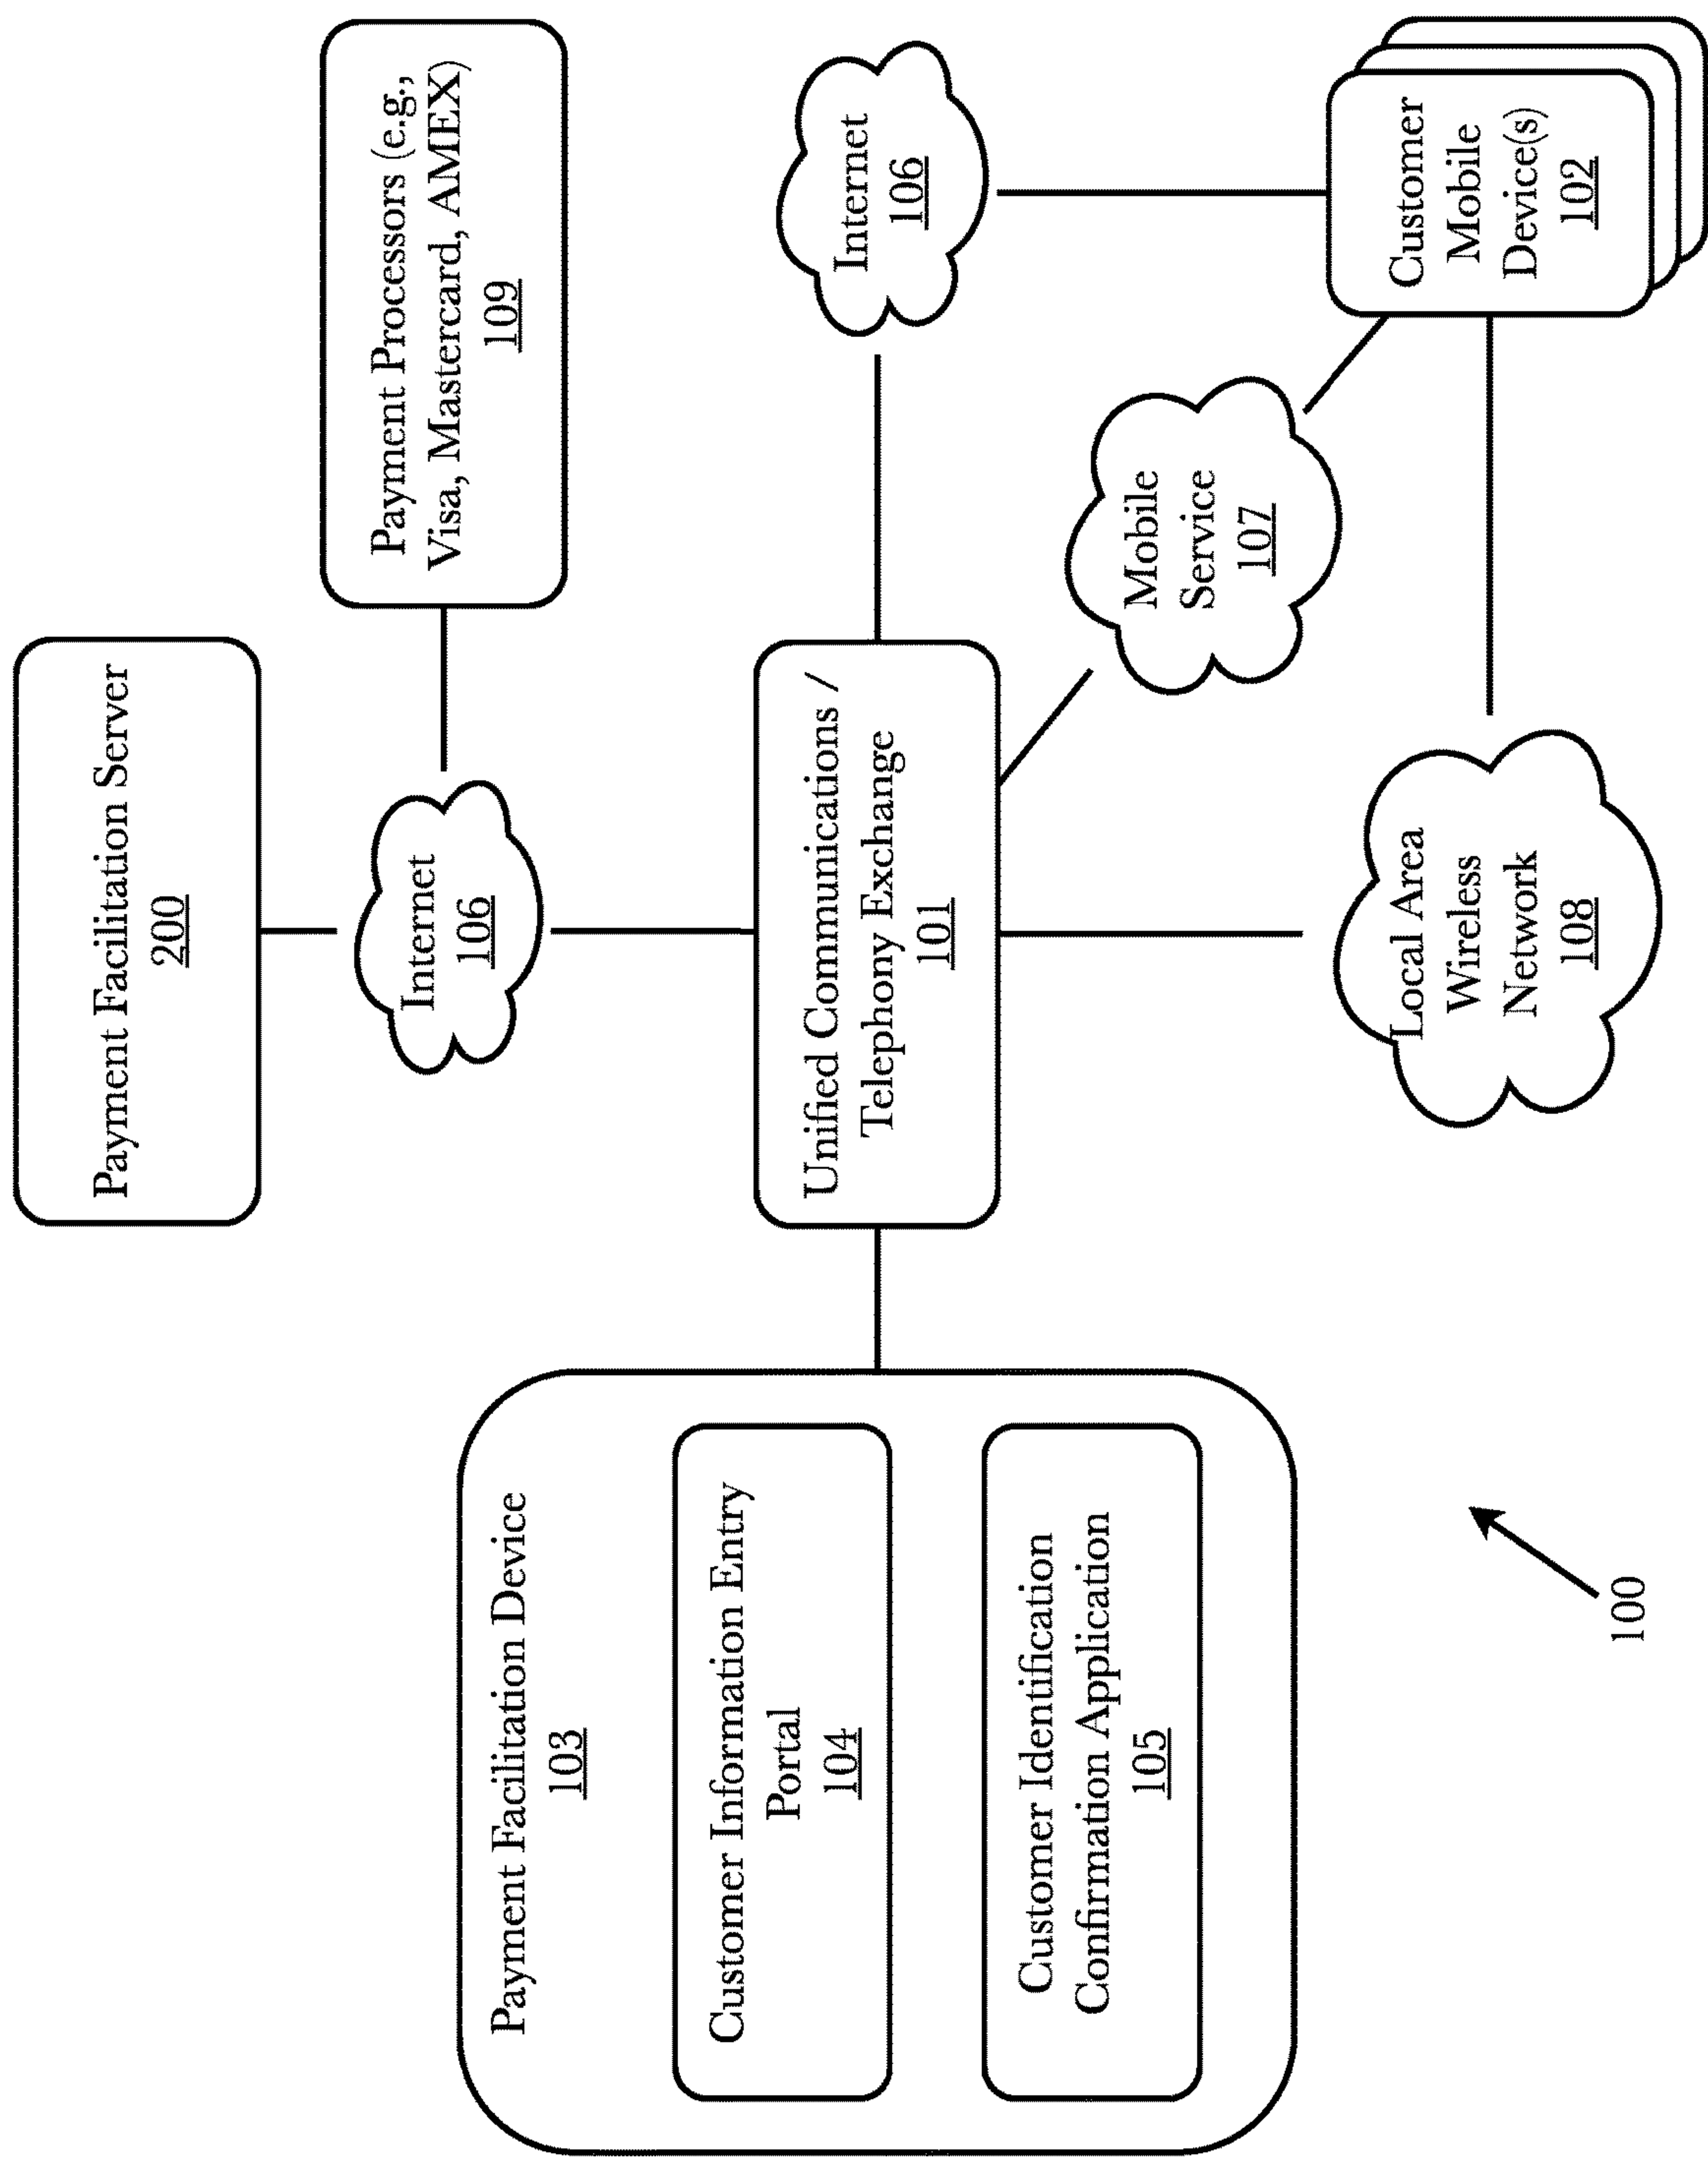 Payment Facilitation Server
200
Payment Processors (e.g.,
Visa, Mastercard, AMEX)
109
Internet
106
Payment Facilitation Device
103
Customer Information Entry
Portal
104
Customer Identification
Confirmation Application
105
Unified Communications /
Telephony Exchange
101
Internet
106
Mobile
Service
107
Local Area
Wireless
Network
108
Customer
Mobile
Device(s)
102
100